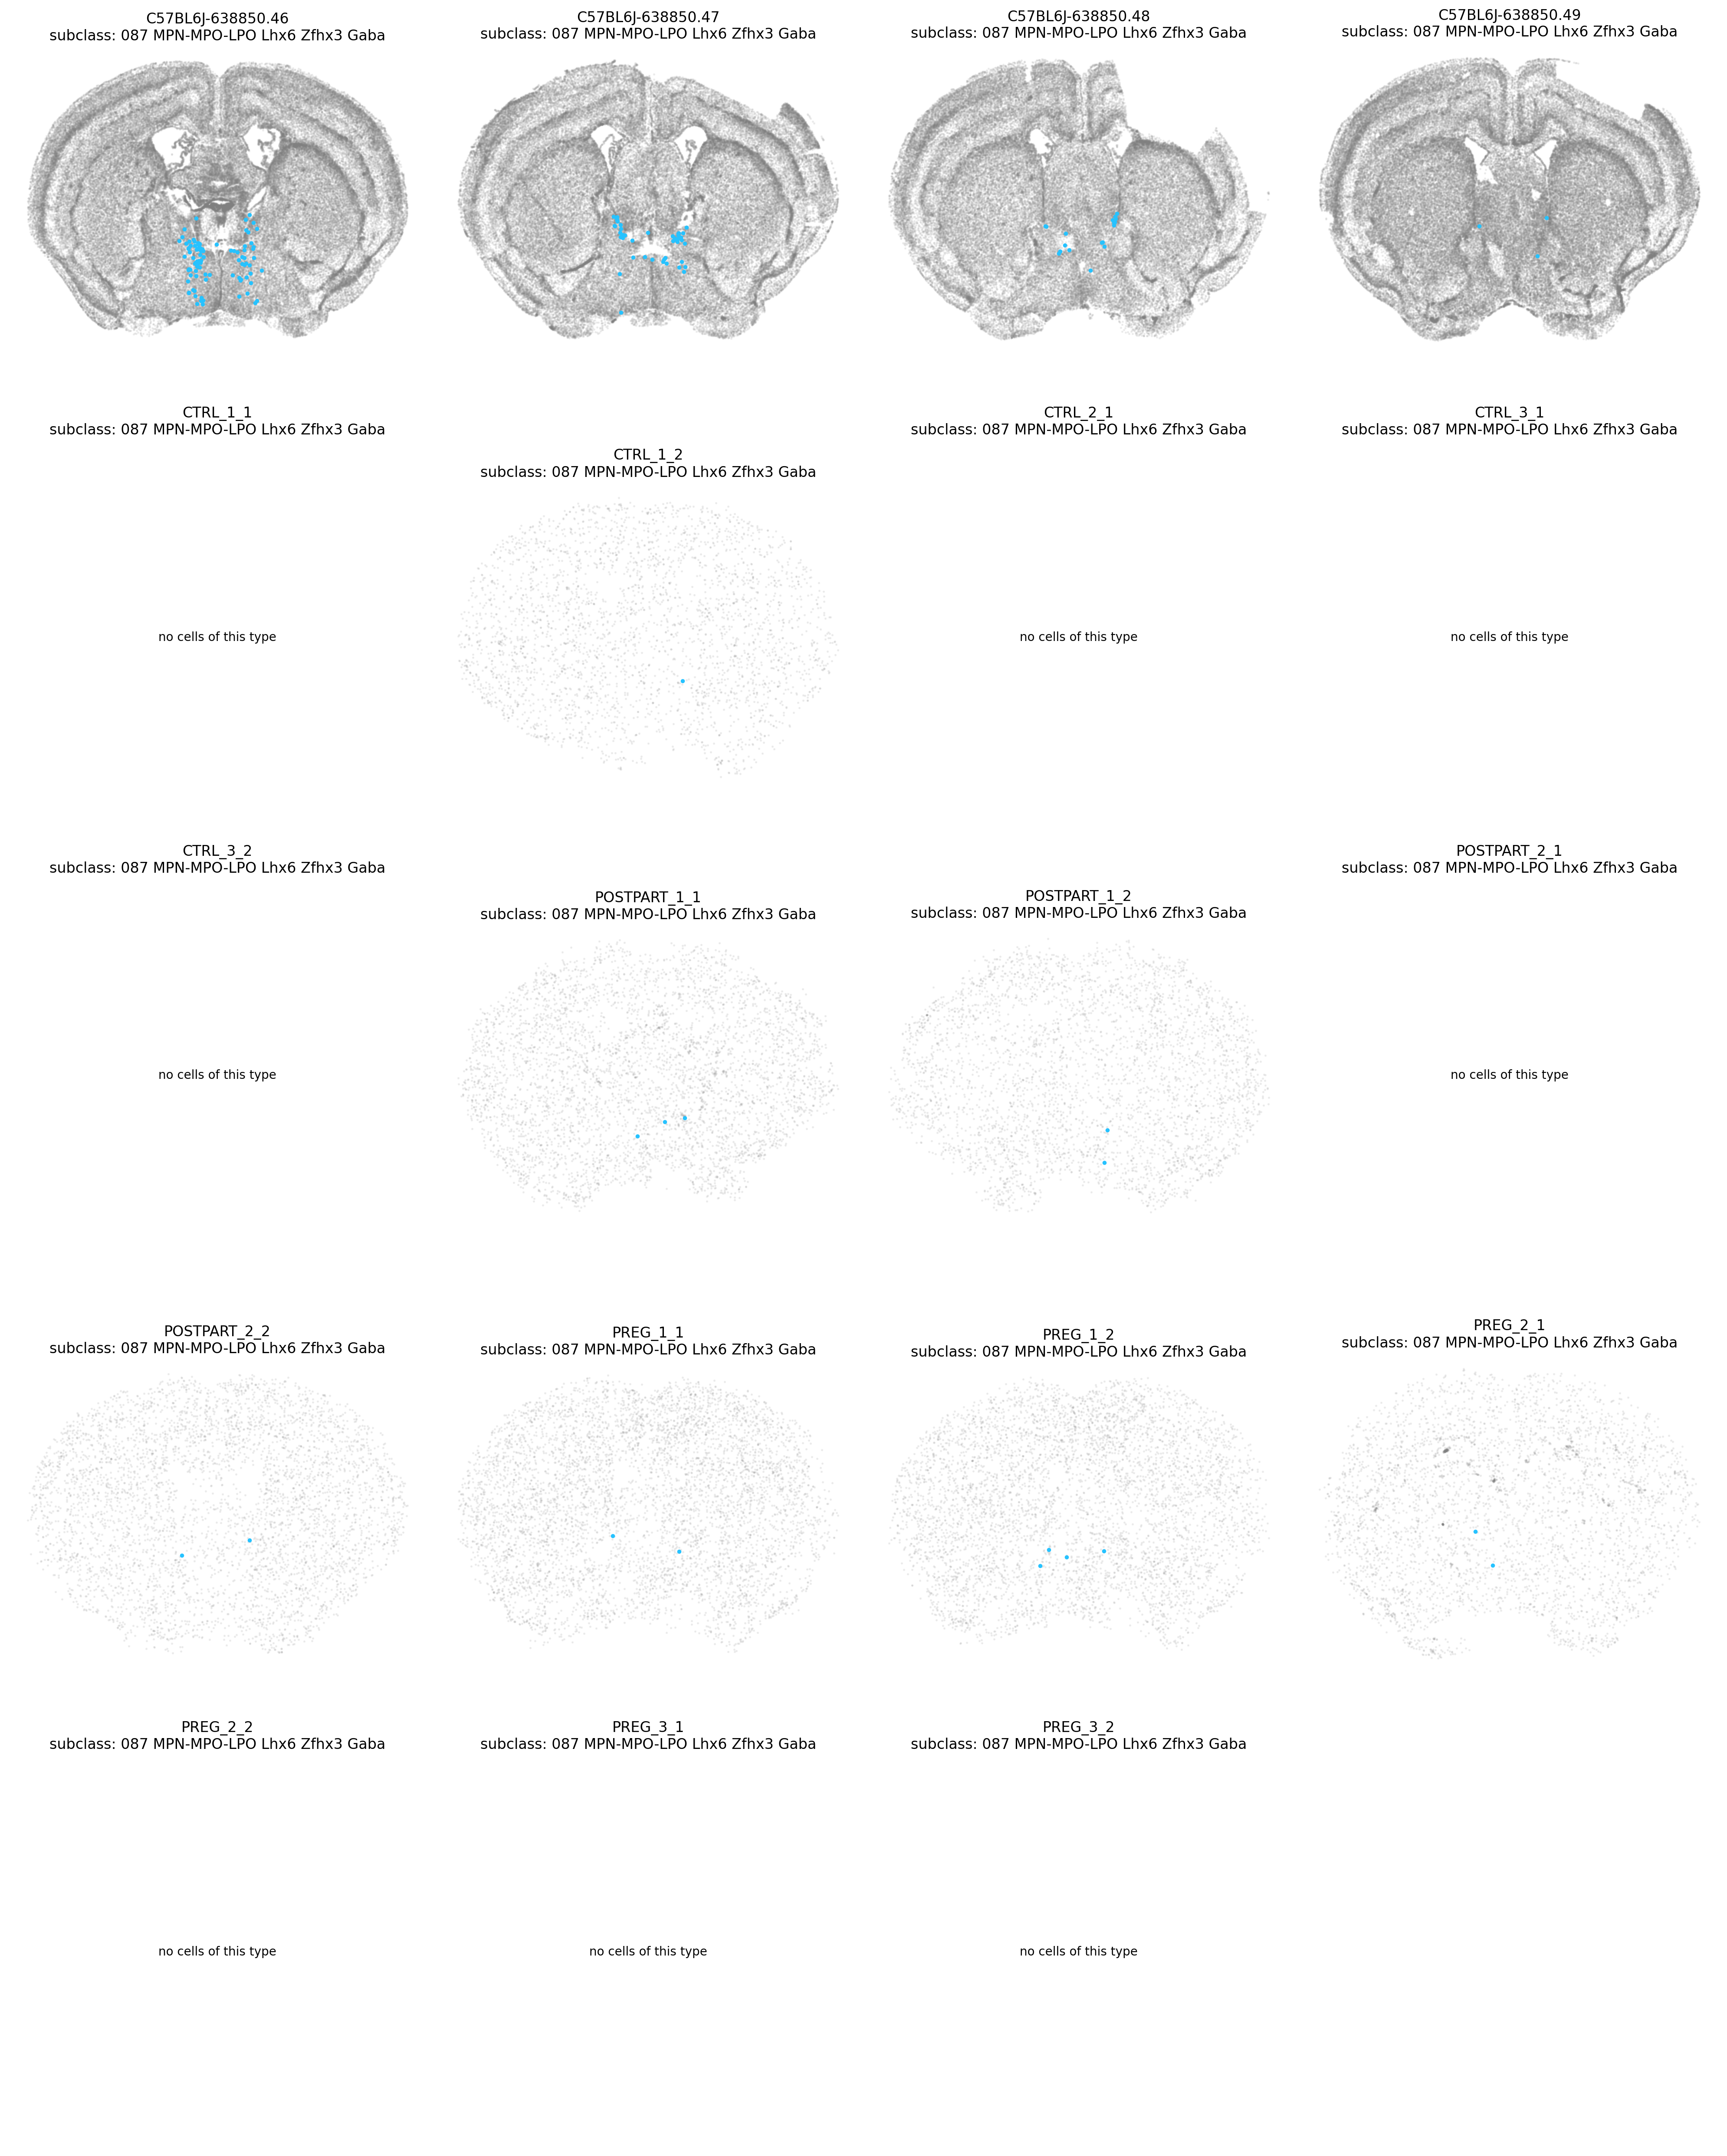 C57BL6J-638850.46
subclass: 087 MPN-MPO-LPO Lhx6 Zfhx3 Gaba
C57BL6J-638850.47
subclass: 087 MPN-MPO-LPO Lhx6 Zfhx3 Gaba
C57BL6J-638850.48
subclass: 087 MPN-MPO-LPO Lhx6 Zfhx3 Gaba
C57BL6J-638850.49
subclass: 087 MPN-MPO-LPO Lhx6 Zfhx3 Gaba
CTRL_1_1
subclass: 087 MPN-MPO-LPO Lhx6 Zfhx3 Gaba
no cells of this type
CTRL_1_2
subclass: 087 MPN-MPO-LPO Lhx6 Zfhx3 Gaba
CTRL_2_1
subclass: 087 MPN-MPO-LPO Lhx6 Zfhx3 Gaba
no cells of this type
CTRL_3_1
subclass: 087 MPN-MPO-LPO Lhx6 Zfhx3 Gaba
no cells of this type
CTRL_3_2
subclass: 087 MPN-MPO-LPO Lhx6 Zfhx3 Gaba
no cells of this type
POSTPART_1_1
subclass: 087 MPN-MPO-LPO Lhx6 Zfhx3 Gaba
POSTPART_1_2
subclass: 087 MPN-MPO-LPO Lhx6 Zfhx3 Gaba
POSTPART_2_1
subclass: 087 MPN-MPO-LPO Lhx6 Zfhx3 Gaba
no cells of this type
POSTPART_2_2
subclass: 087 MPN-MPO-LPO Lhx6 Zfhx3 Gaba
PREG_1_1
subclass: 087 MPN-MPO-LPO Lhx6 Zfhx3 Gaba
PREG_1_2
subclass: 087 MPN-MPO-LPO Lhx6 Zfhx3 Gaba
PREG_2_1
subclass: 087 MPN-MPO-LPO Lhx6 Zfhx3 Gaba
PREG_2_2
subclass: 087 MPN-MPO-LPO Lhx6 Zfhx3 Gaba
no cells of this type
PREG_3_1
subclass: 087 MPN-MPO-LPO Lhx6 Zfhx3 Gaba
no cells of this type
PREG_3_2
subclass: 087 MPN-MPO-LPO Lhx6 Zfhx3 Gaba
no cells of this type